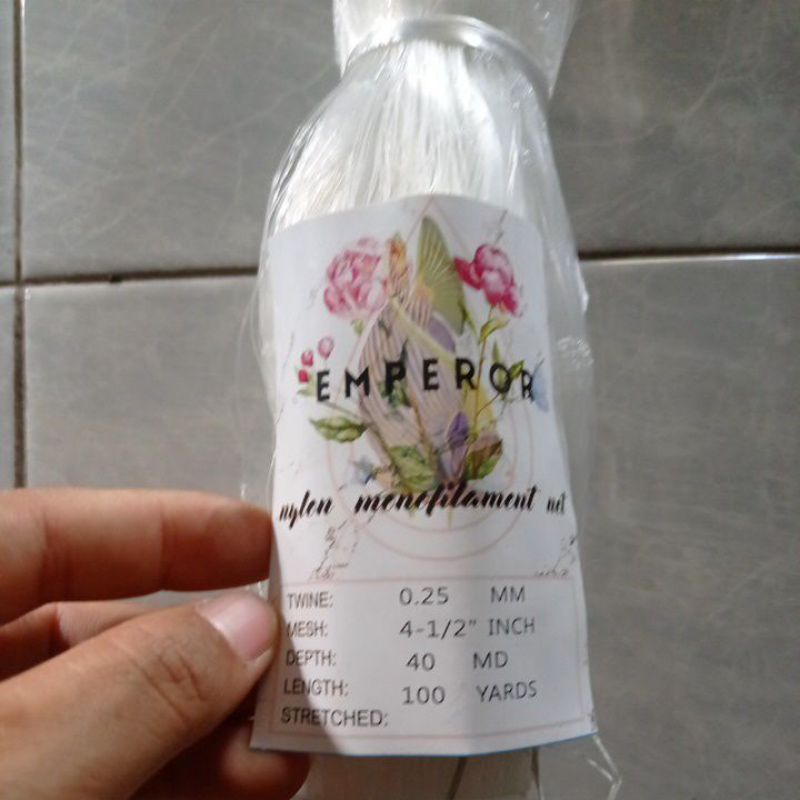 EMPEROR
nylon monofilament net
TWINE: 0.25 MM
MESH: 4-1/2" INCH
DEPTH: 40 MD
LENGTH: 100 YARDS
STRETCHED: